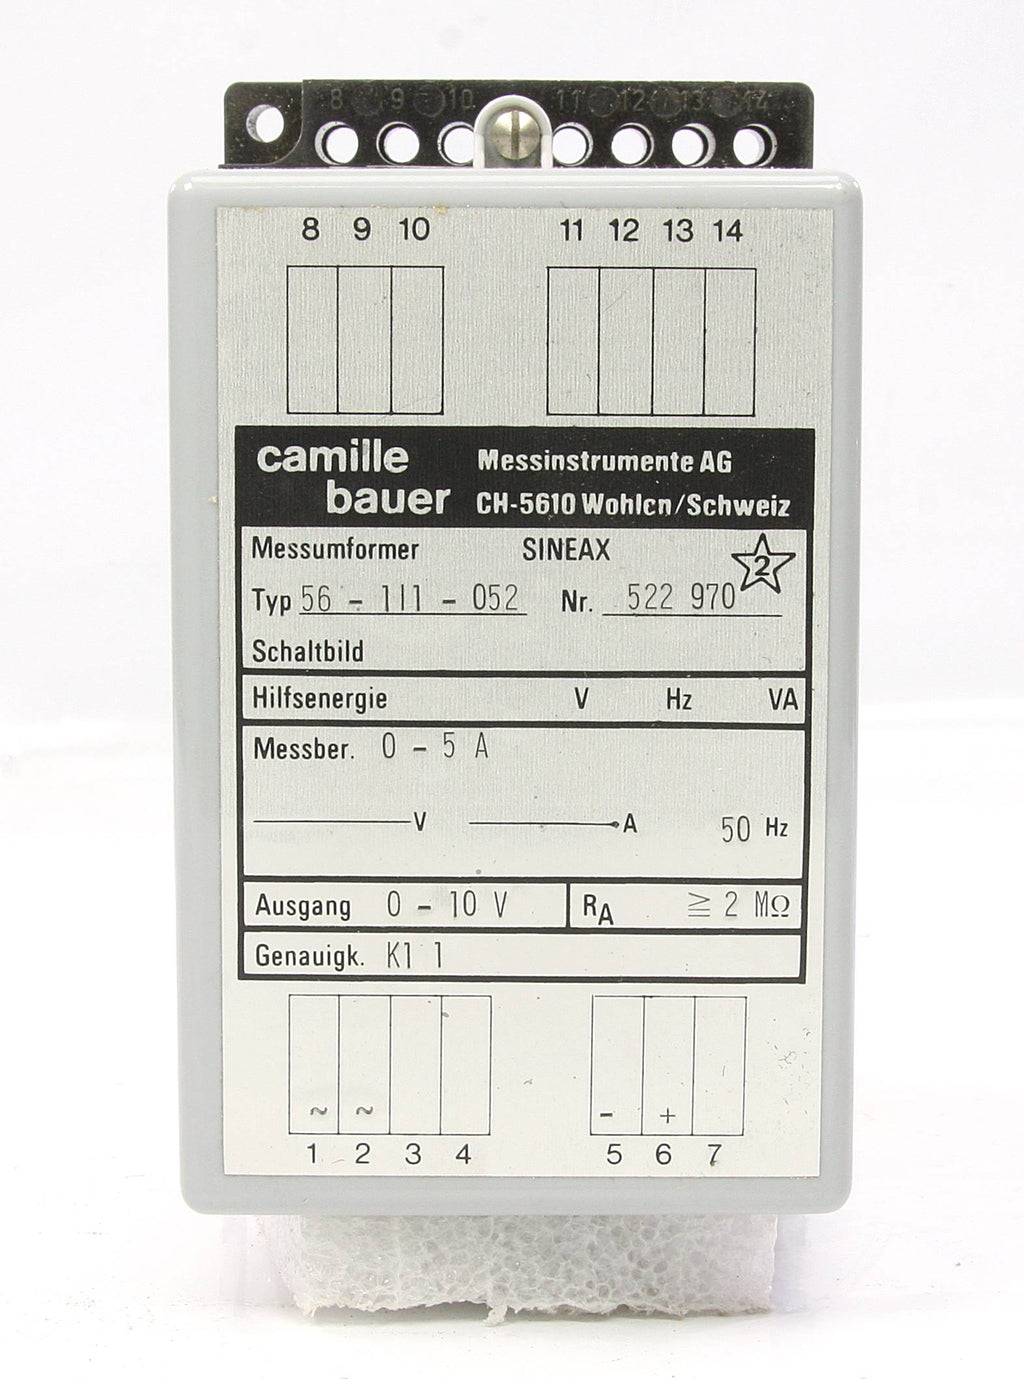 8 9 10 11 12 13 14
8 9 10 11 12 13 14
camille bauer
Messinstrumente AG
CH-5610 Wohlen/Schweiz
Messumformer SINEAX 2
Typ 56 - 111 - 052 Nr. 522 970
Schaltbild
Hilfsenergie V Hz VA
Messber. 0 - 5 A
V A 50 Hz
Ausgang 0 - 10 V RA ≧ 2 MΩ
Genauigk. Kl 1
~ ~ - +
1 2 3 4 5 6 7